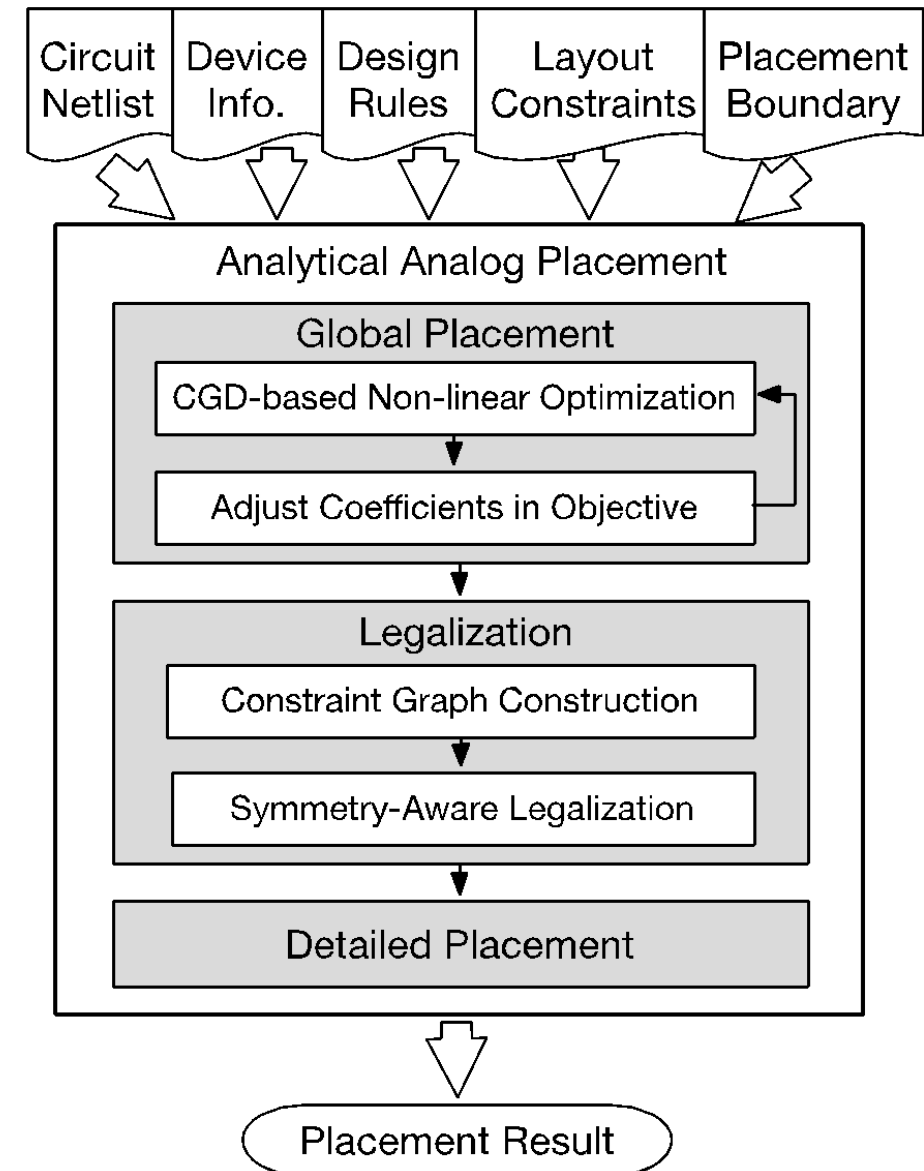 Circuit
Netlist
Device
Info.
Design
Rules
Layout
Constraints
Placement
Boundary
Analytical Analog Placement
Global Placement
CGD-based Non-linear Optimization
Adjust Coefficients in Objective
Legalization
Constraint Graph Construction
Symmetry-Aware Legalization
Detailed Placement
Placement Result